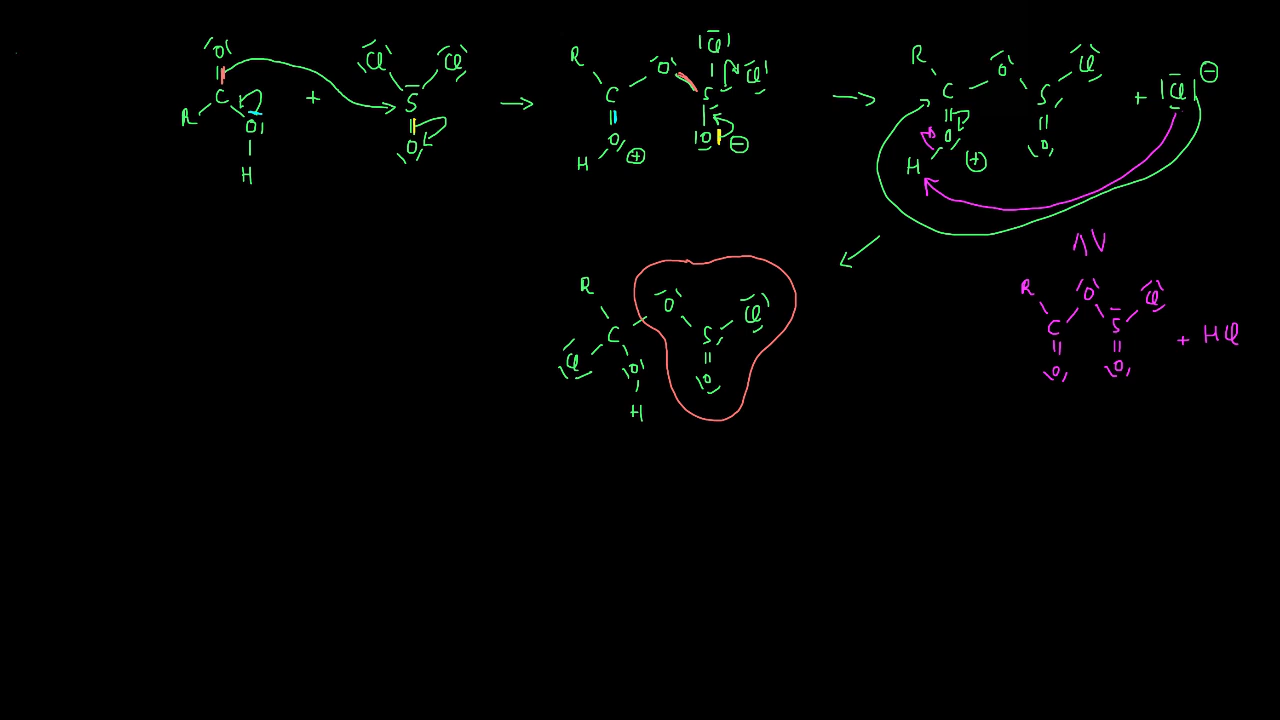 O Cl Cl
C + S
R O O
H
R Cl
O Cl
C S
O O ⊖
H ⊕
R O Cl
C S + Cl ⊖
O O
H ⊕
R O Cl
C S
Cl O O
H
R O Cl
C S + HCl
O O